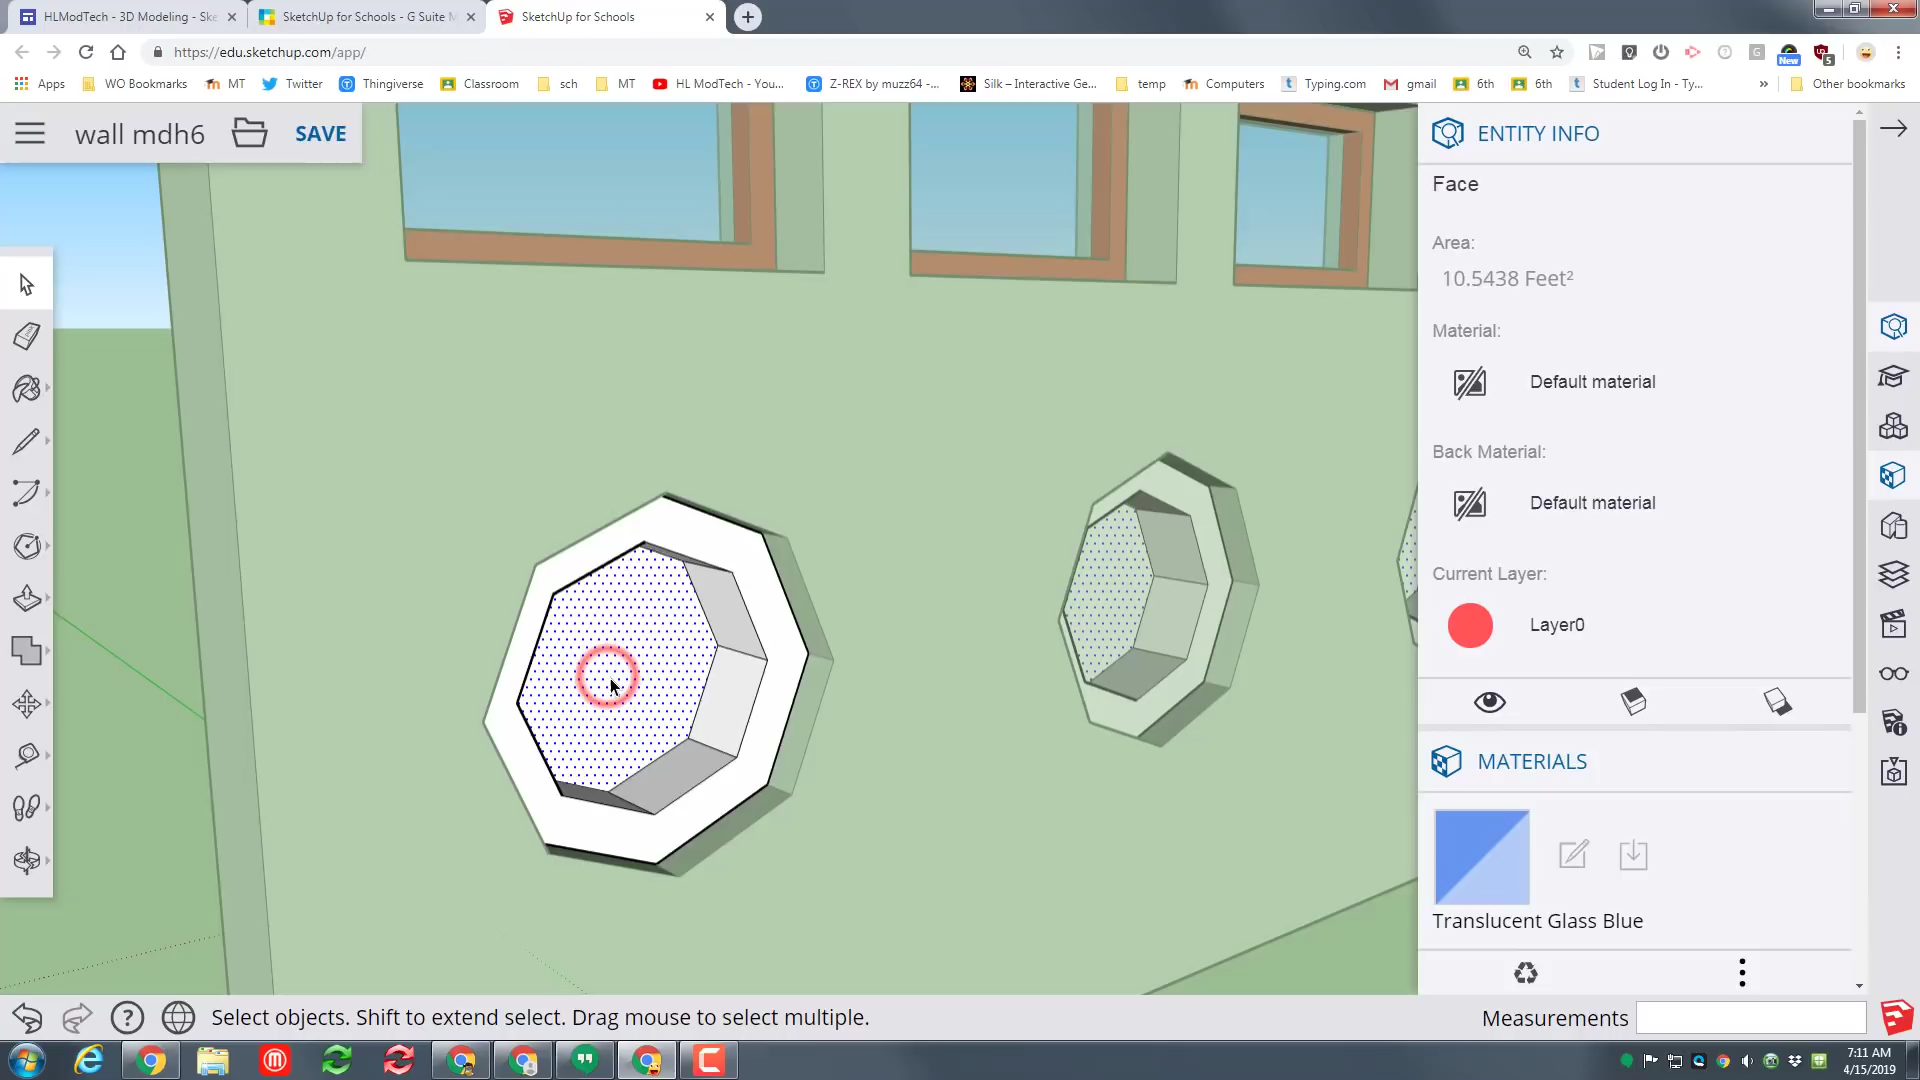 HLModTech - 3D Modeling - Ske
SketchUp for Schools - G Suite M
SketchUp for Schools
https://edu.sketchup.com/app/
Apps
WO Bookmarks
MT
Twitter
Thingiverse
Classroom
sch
MT
HL ModTech - You...
Z-REX by muzz64 -...
Silk – Interactive Ge...
temp
Computers
Typing.com
gmail
6th
6th
Student Log In - Ty...
»
Other bookmarks
New
5
wall mdh6
SAVE
ENTITY INFO
Face
Area:
10.5438 Feet²
Material:
Default material
Back Material:
Default material
Current Layer:
Layer0
MATERIALS
Translucent Glass Blue
Select objects. Shift to extend select. Drag mouse to select multiple.
Measurements
7:11 AM
4/15/2019